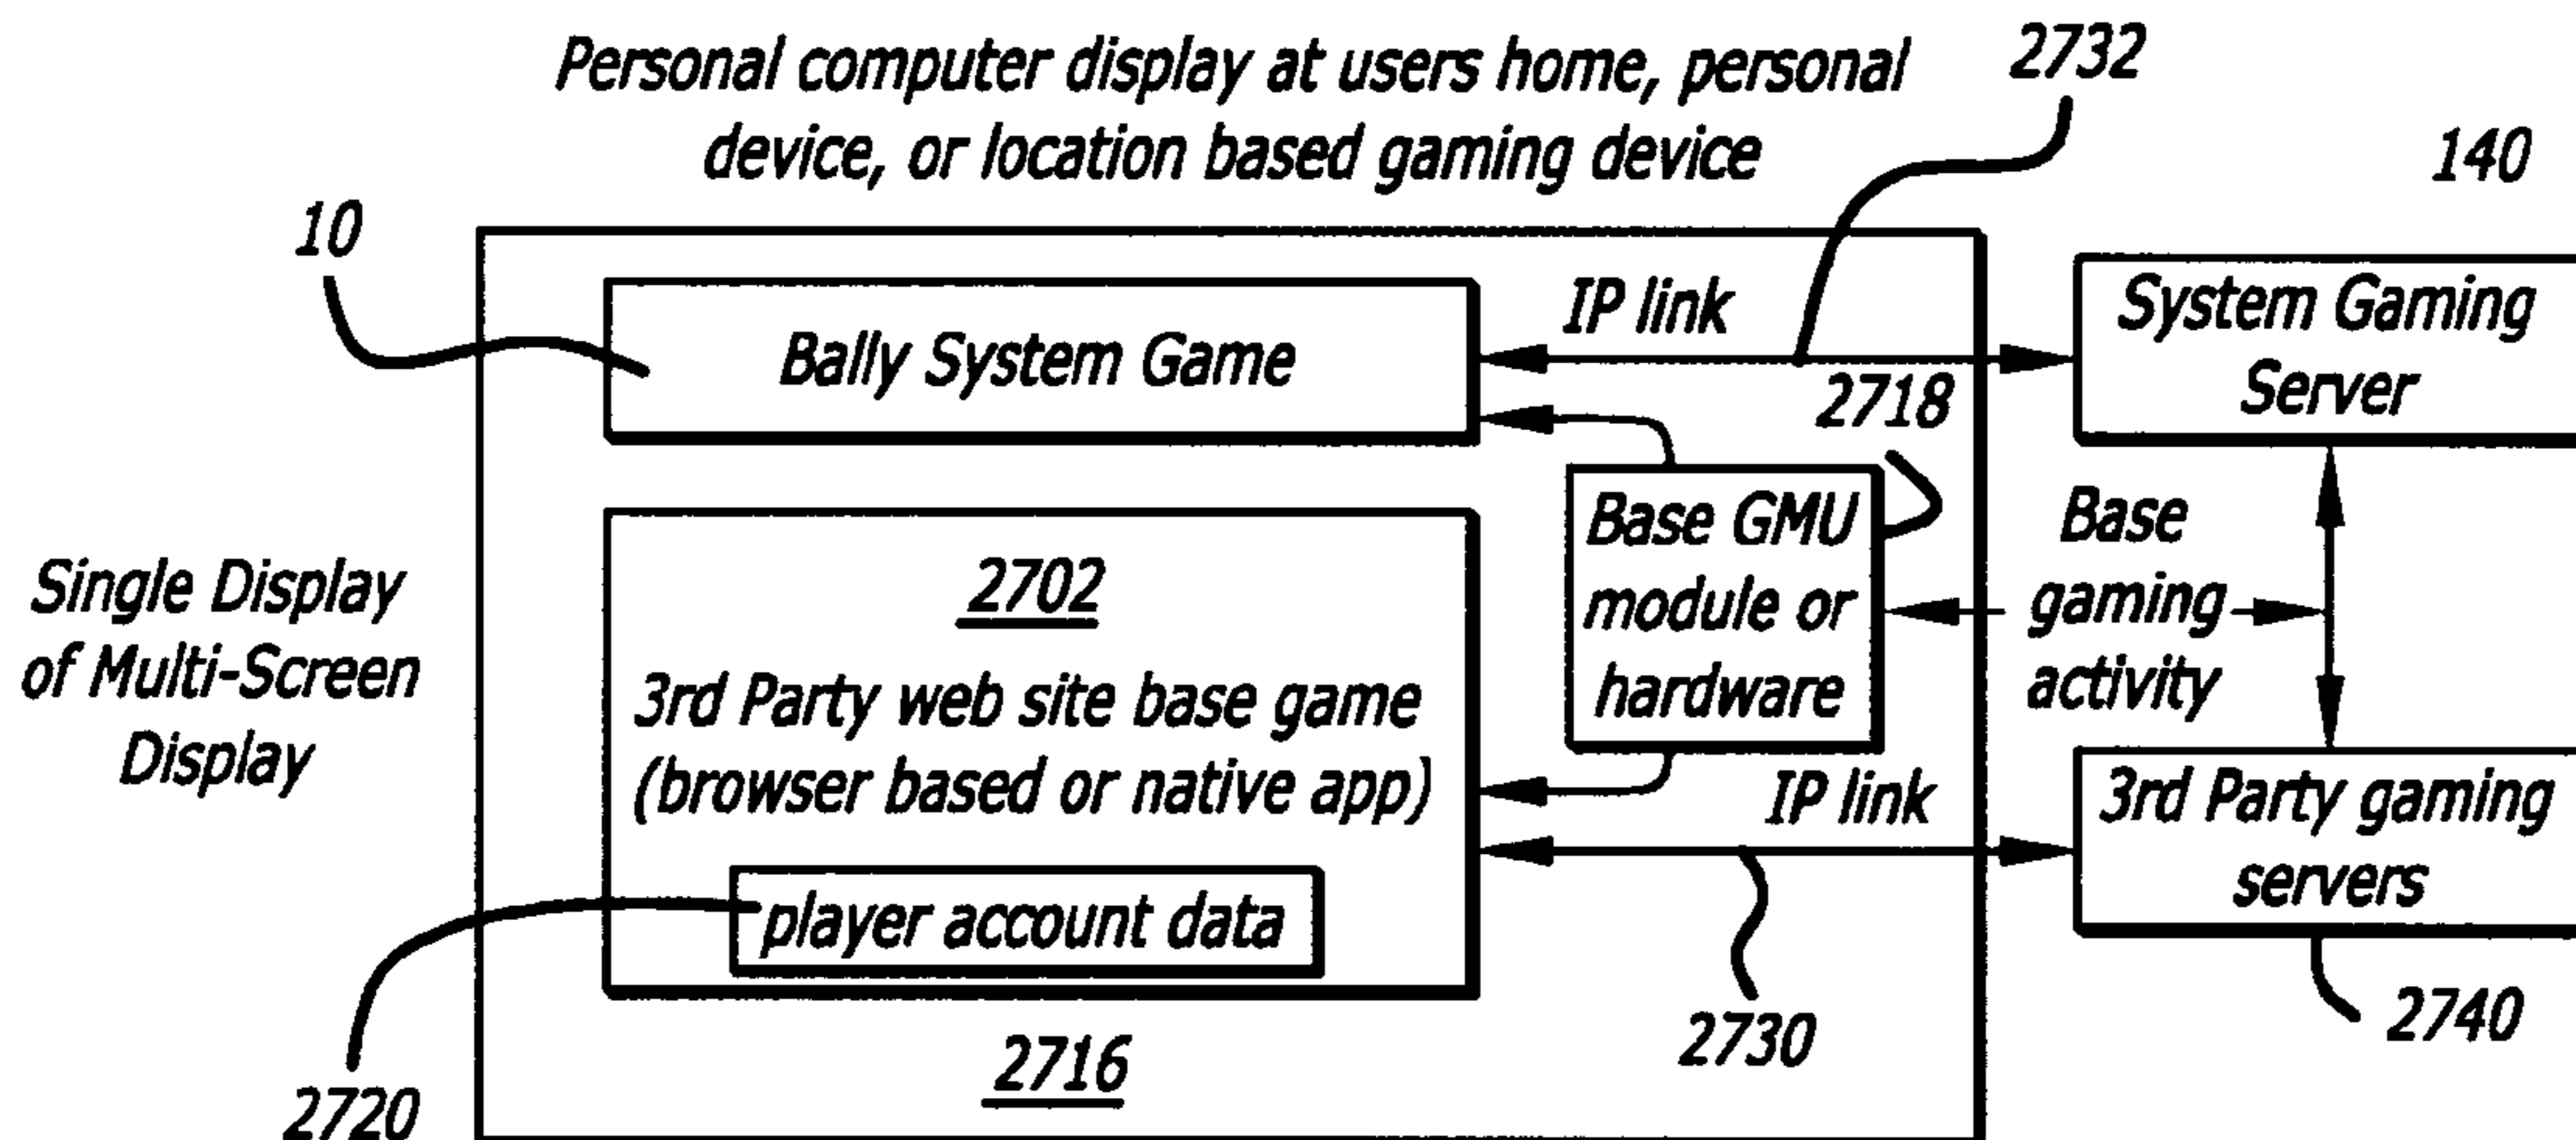 Personal computer display at users home, personal
device, or location based gaming device
2732
140
10
Bally System Game
IP link
System Gaming
Server
2718
Base GMU
module or
hardware
Base
gaming
activity
Single Display
of Multi-Screen
Display
2702
3rd Party web site base game
(browser based or native app)
player account data
IP link
3rd Party gaming
servers
2720
2716
2730
2740